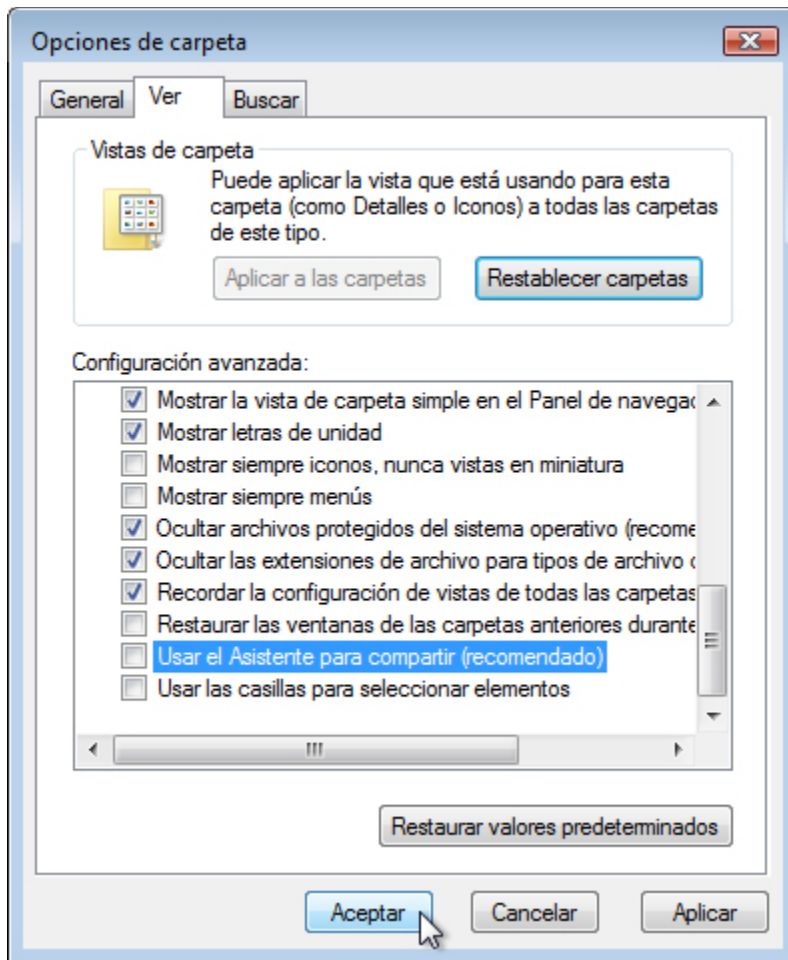 Opciones de carpeta
General Ver Buscar
Vistas de carpeta
Puede aplicar la vista que está usando para esta
carpeta (como Detalles o Iconos) a todas las carpetas
de este tipo.
Aplicar a las carpetas Restablecer carpetas
Configuración avanzada:
Mostrar la vista de carpeta simple en el Panel de navegac
Mostrar letras de unidad
Mostrar siempre iconos, nunca vistas en miniatura
Mostrar siempre menús
Ocultar archivos protegidos del sistema operativo (recome
Ocultar las extensiones de archivo para tipos de archivo c
Recordar la configuración de vistas de todas las carpetas
Restaurar las ventanas de las carpetas anteriores durante
Usar el Asistente para compartir (recomendado)
Usar las casillas para seleccionar elementos
Restaurar valores predeterminados
Aceptar Cancelar Aplicar